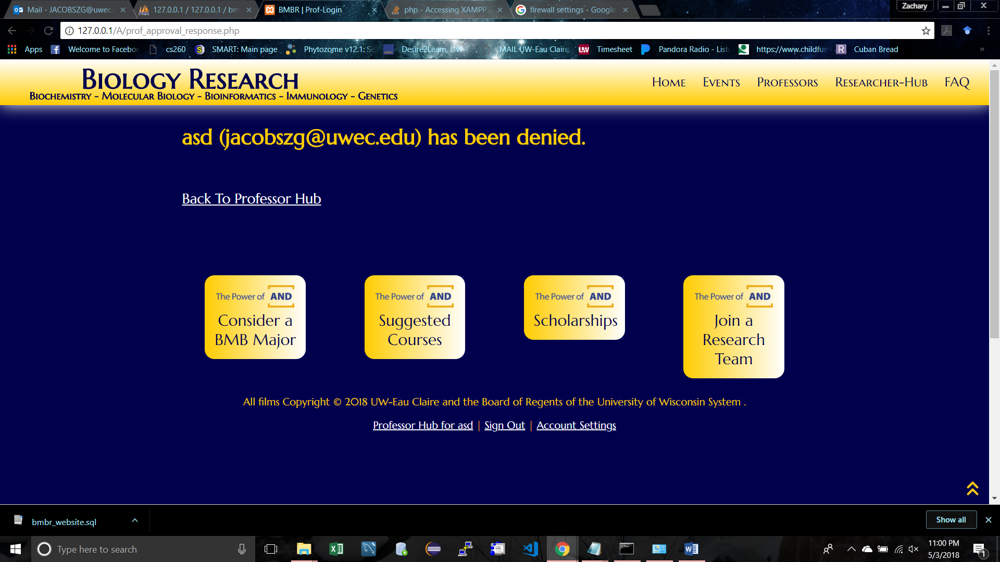 Mail - JACOBSZG@uwec.
127.0.0.1 / 127.0.0.1 / bm
BMBR | Prof-Login
php - Accessing XAMPP
firewall settings - Google
Zachary
127.0.0.1/A/prof_approval_response.php
Apps
Welcome to Faceboo
cs260
SMART: Main page
Phytozome v12.1: Se
Desire2Learn, UW-E
MAIL UW-Eau Claire
Timesheet
Pandora Radio - List
https://www.childfun
Cuban Bread
Biology Research
Biochemistry - Molecular Biology - Bioinformatics - Immunology - Genetics
Home
Events
Professors
Researcher-Hub
FAQ
asd (jacobszg@uwec.edu) has been denied.
Back To Professor Hub
The Power of AND
Consider a
BMB Major
The Power of AND
Suggested
Courses
The Power of AND
Scholarships
The Power of AND
Join a
Research
Team
All films Copyright © 2018 UW-Eau Claire and the Board of Regents of the University of Wisconsin System .
Professor Hub for asd | Sign Out | Account Settings
bmbr_website.sql
Show all
Type here to search
11:00 PM
5/3/2018
1